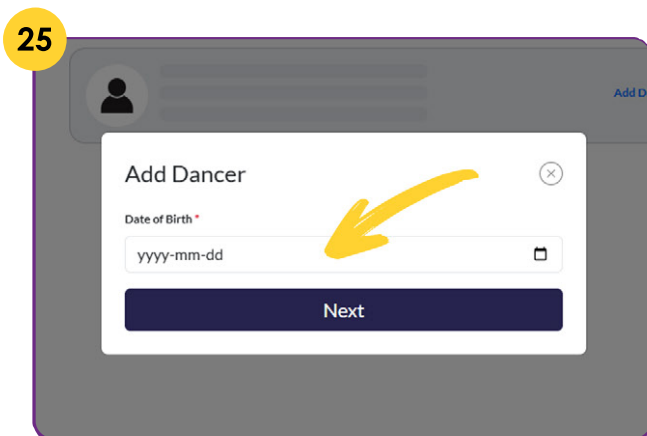 25
Add D
Add Dancer
Date of Birth *
yyyy-mm-dd
Next